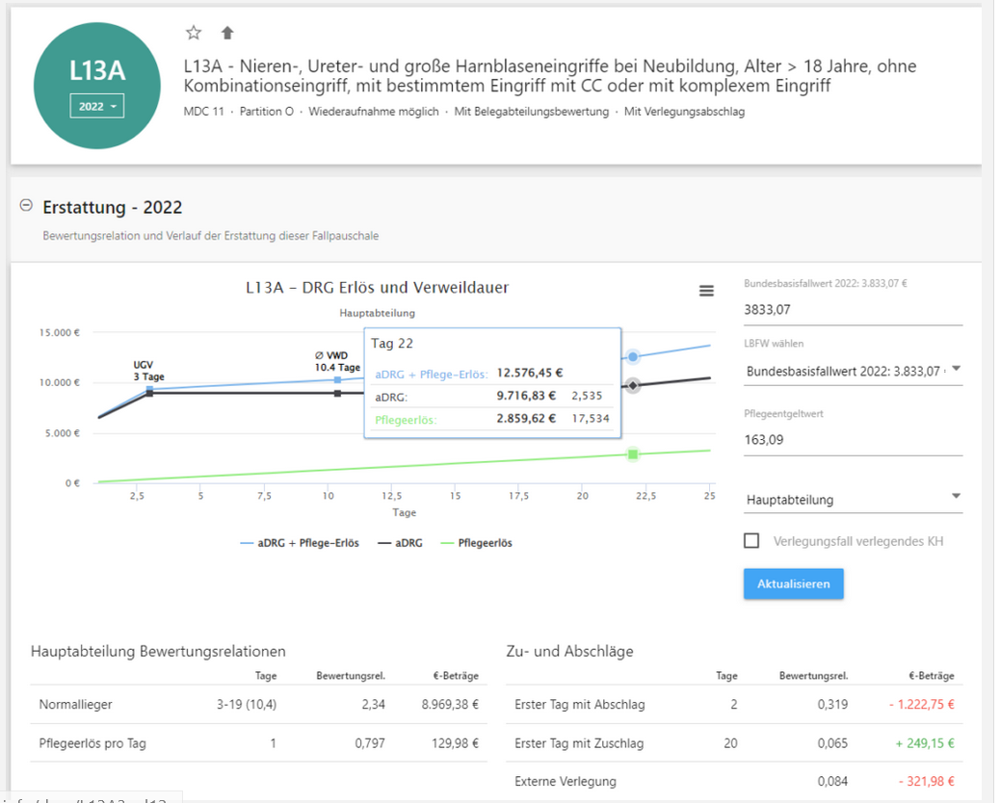 L13A
2022
L13A - Nieren-, Ureter- und große Harnblaseneingriffe bei Neubildung, Alter > 18 Jahre, ohne
Kombinationseingriff, mit bestimmtem Eingriff mit CC oder mit komplexem Eingriff
MDC 11 · Partition O · Wiederaufnahme möglich · Mit Belegabteilungsbewertung · Mit Verlegungsabschlag
Erstattung - 2022
Bewertungsrelation und Verlauf der Erstattung dieser Fallpauschale
L13A – DRG Erlös und Verweildauer
Hauptabteilung
15.000 €
10.000 €
5.000 €
0 €
UGV
3 Tage
Ø VWD
10.4 Tage
Tag 22
aDRG + Pflege-Erlös: 12.576,45 €
aDRG: 9.716,83 € 2,535
Pflegeerlös: 2.859,62 € 17,534
2,5 5 7,5 10 12,5 15 17,5 20 22,5 25
Tage
aDRG + Pflege-Erlös aDRG Pflegeerlös
Bundesbasisfallwert 2022: 3.833,07 €
3833,07
LBFW wählen
Bundesbasisfallwert 2022: 3.833,07
Pflegeentgeltwert
163,09
Hauptabteilung
Verlegungsfall verlegendes KH
Aktualisieren
Hauptabteilung Bewertungsrelationen
Tage Bewertungsrel. €-Beträge
Normallieger 3-19 (10,4) 2,34 8.969,38 €
Pflegeerlös pro Tag 1 0,797 129,98 €
Zu- und Abschläge
Tage Bewertungsrel. €-Beträge
Erster Tag mit Abschlag 2 0,319 - 1.222,75 €
Erster Tag mit Zuschlag 20 0,065 + 249,15 €
Externe Verlegung 0,084 - 321,98 €